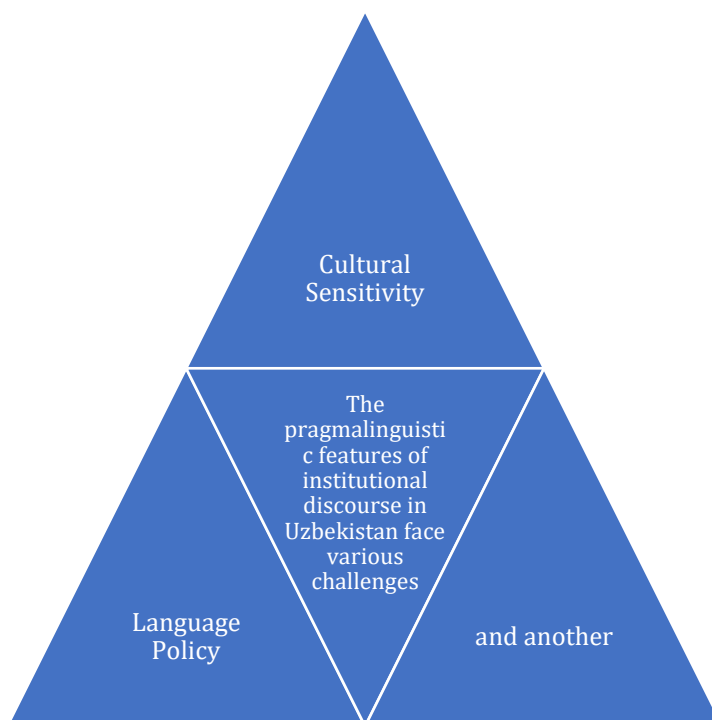 Cultural
Sensitivity
The
pragmalinguisti
c features of
institutional
discourse in
Uzbekistan face
various
challenges
Language
Policy
and another